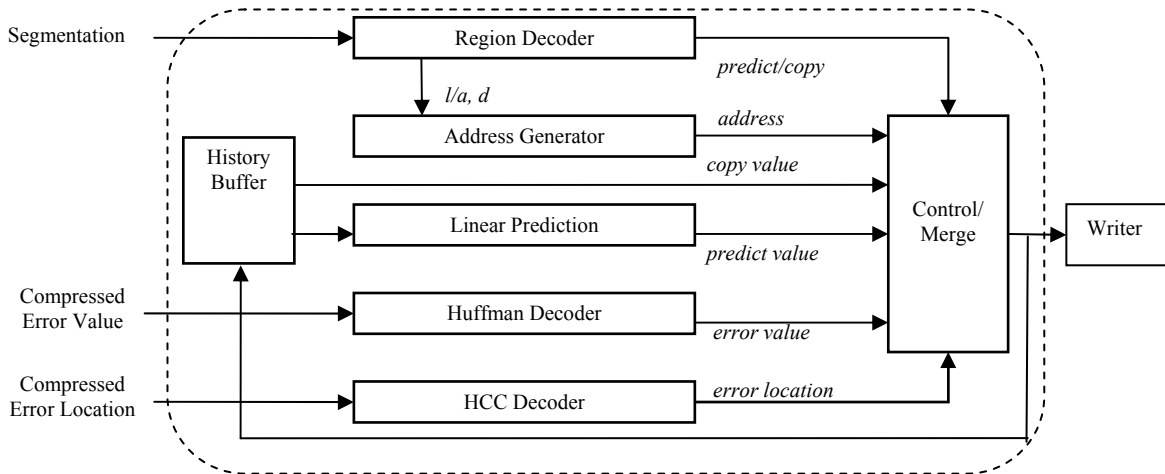 Segmentation
Region Decoder
predict/copy
l/a, d
Address Generator
address
History
Buffer
copy value
Linear Prediction
predict value
Control/
Merge
Writer
Compressed
Error Value
Huffman Decoder
error value
Compressed
Error Location
HCC Decoder
error location